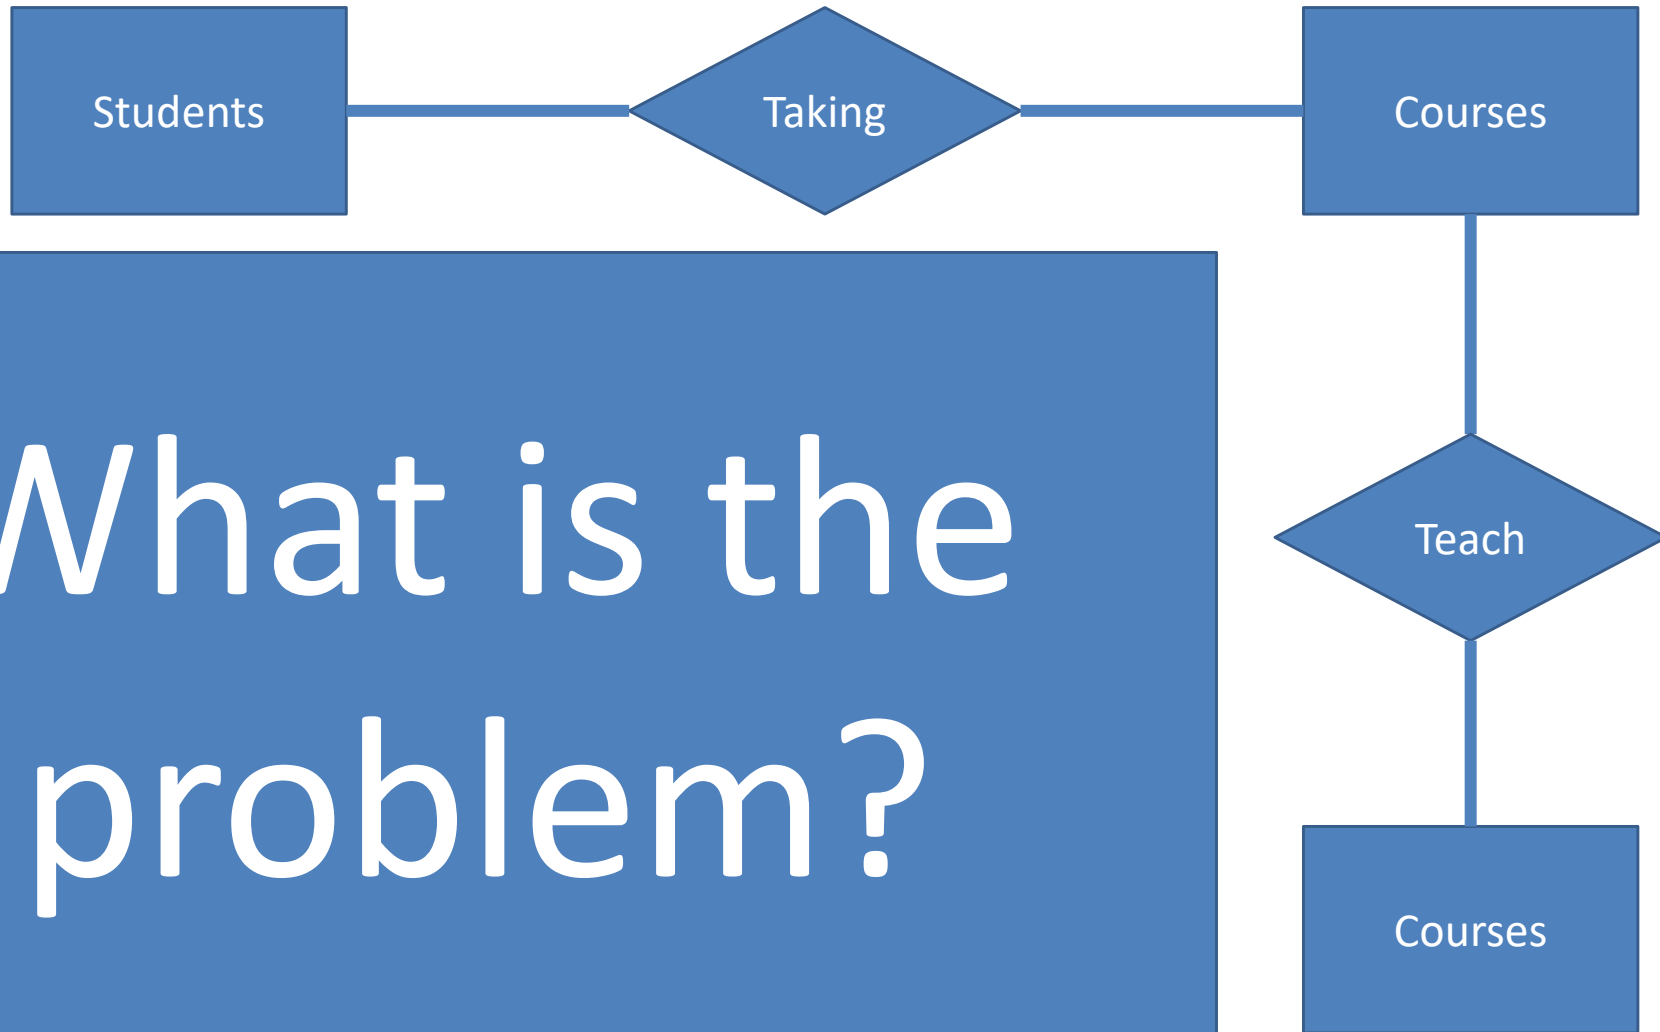 Students
Taking
Courses
What is the
problem?
Teach
Courses